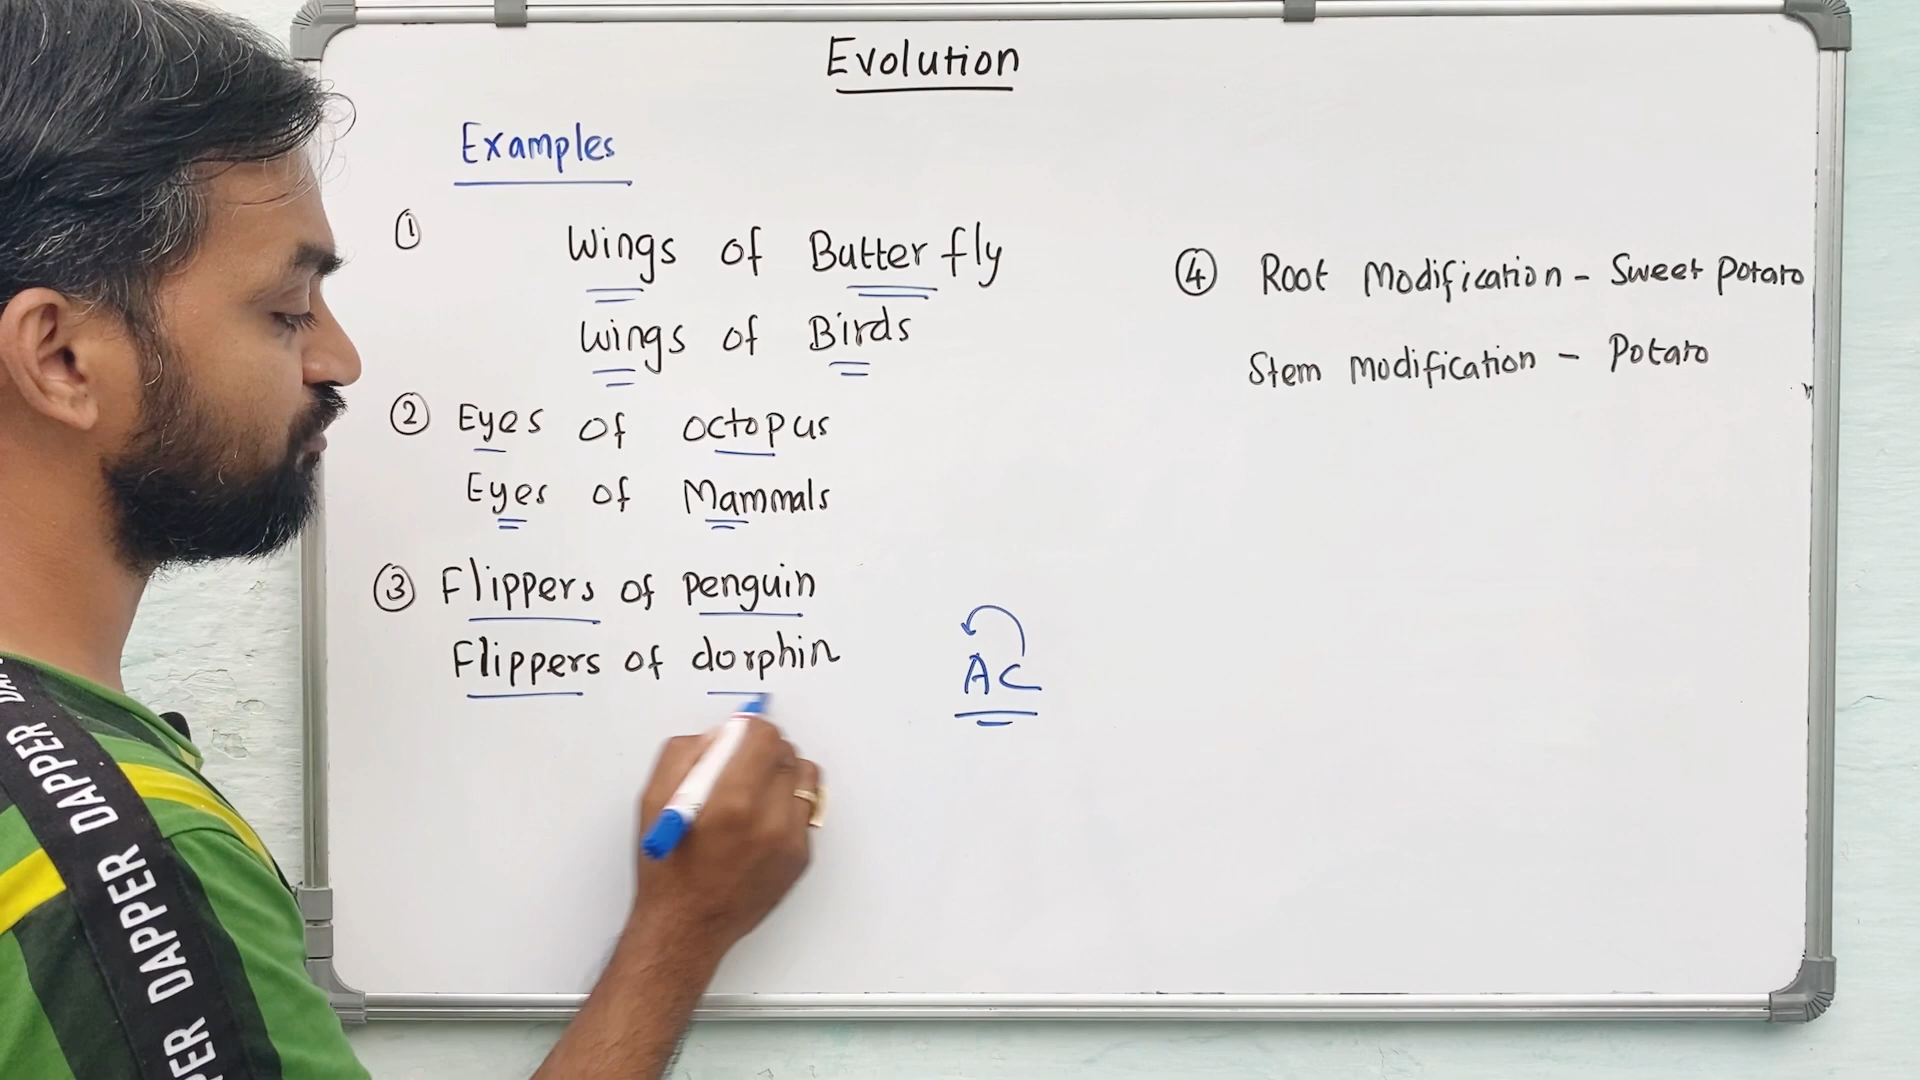 Evolution
Examples
① Wings of Butterfly
Wings of Birds
② Eyes of octopus
Eyes of Mammals
③ Flippers of penguin
Flippers of dorphin
AC
④ Root Modification - Sweet potato
Stem modification - Potato
DAPPER DAPPER DAPPER